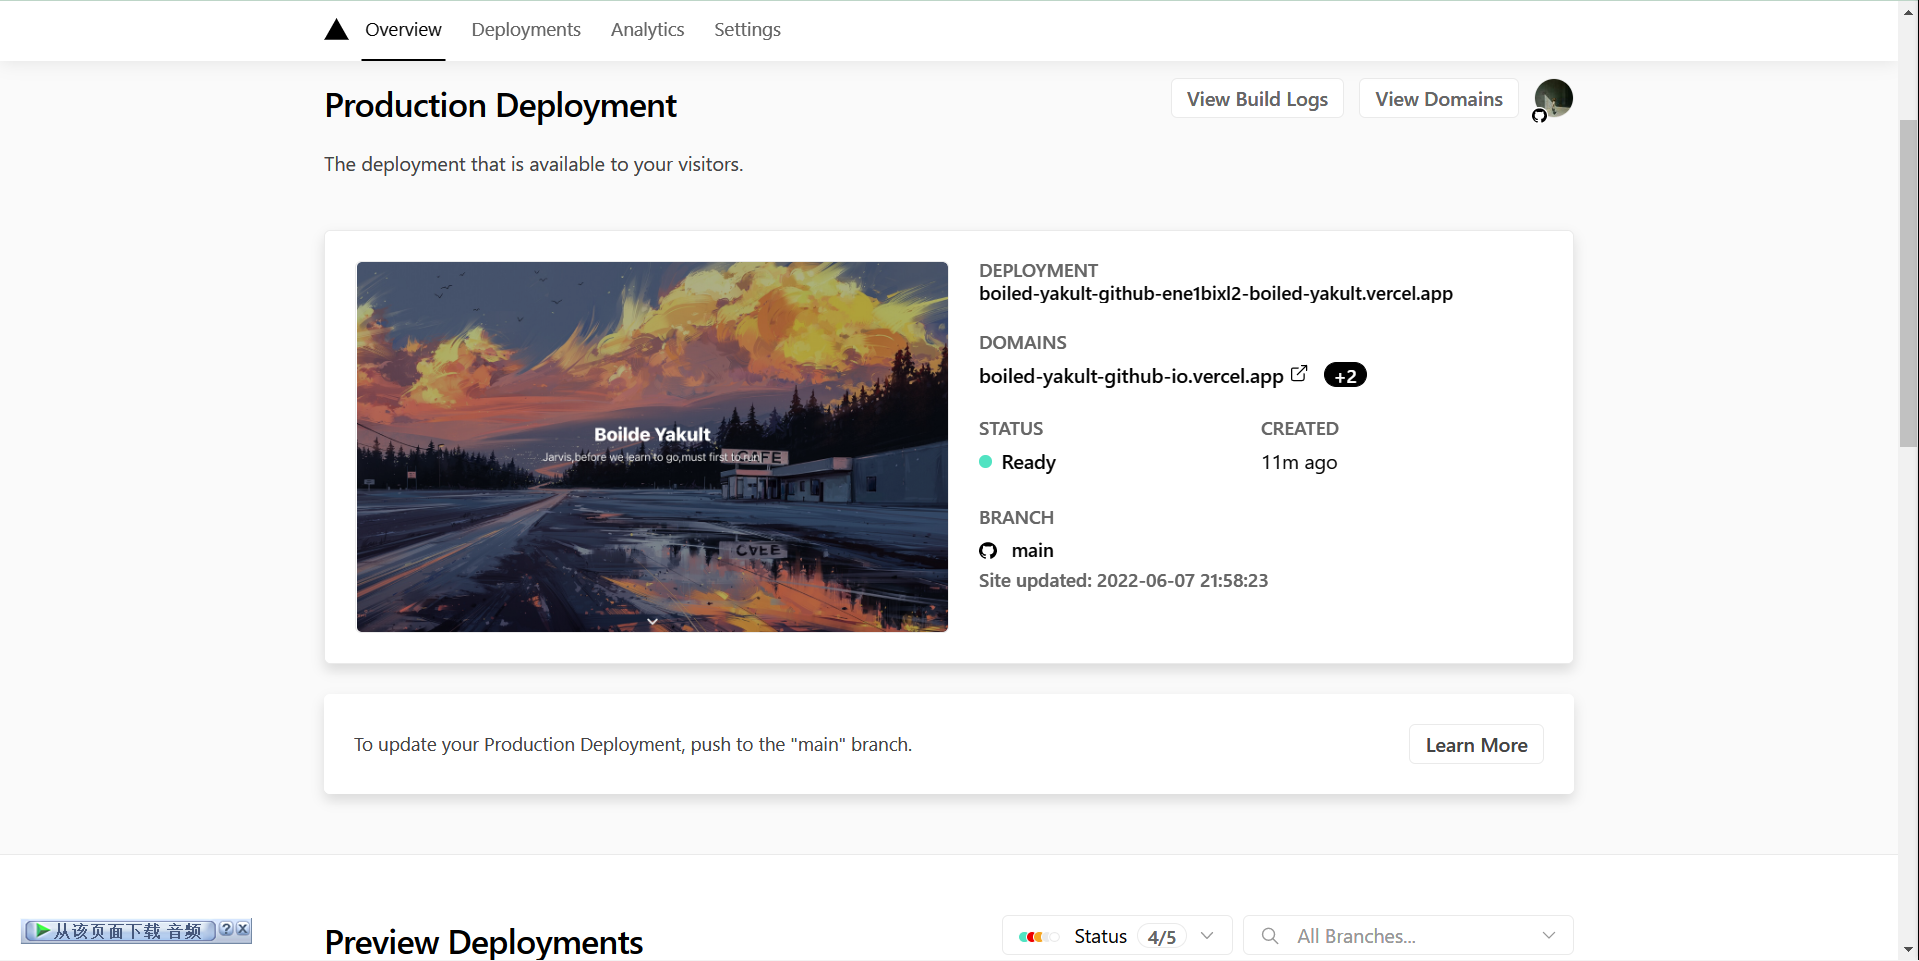 Overview Deployments Analytics Settings
Production Deployment
View Build Logs
View Domains
The deployment that is available to your visitors.
Boilde Yakult
Jarvis,before we learn to go,must first to run
CAFE
DEPLOYMENT
boiled-yakult-github-ene1bixl2-boiled-yakult.vercel.app
DOMAINS
boiled-yakult-github-io.vercel.app +2
STATUS
Ready
CREATED
11m ago
BRANCH
main
Site updated: 2022-06-07 21:58:23
To update your Production Deployment, push to the "main" branch.
Learn More
从该页面下载 音频 ? X
Preview Deployments
Status 4/5
All Branches...